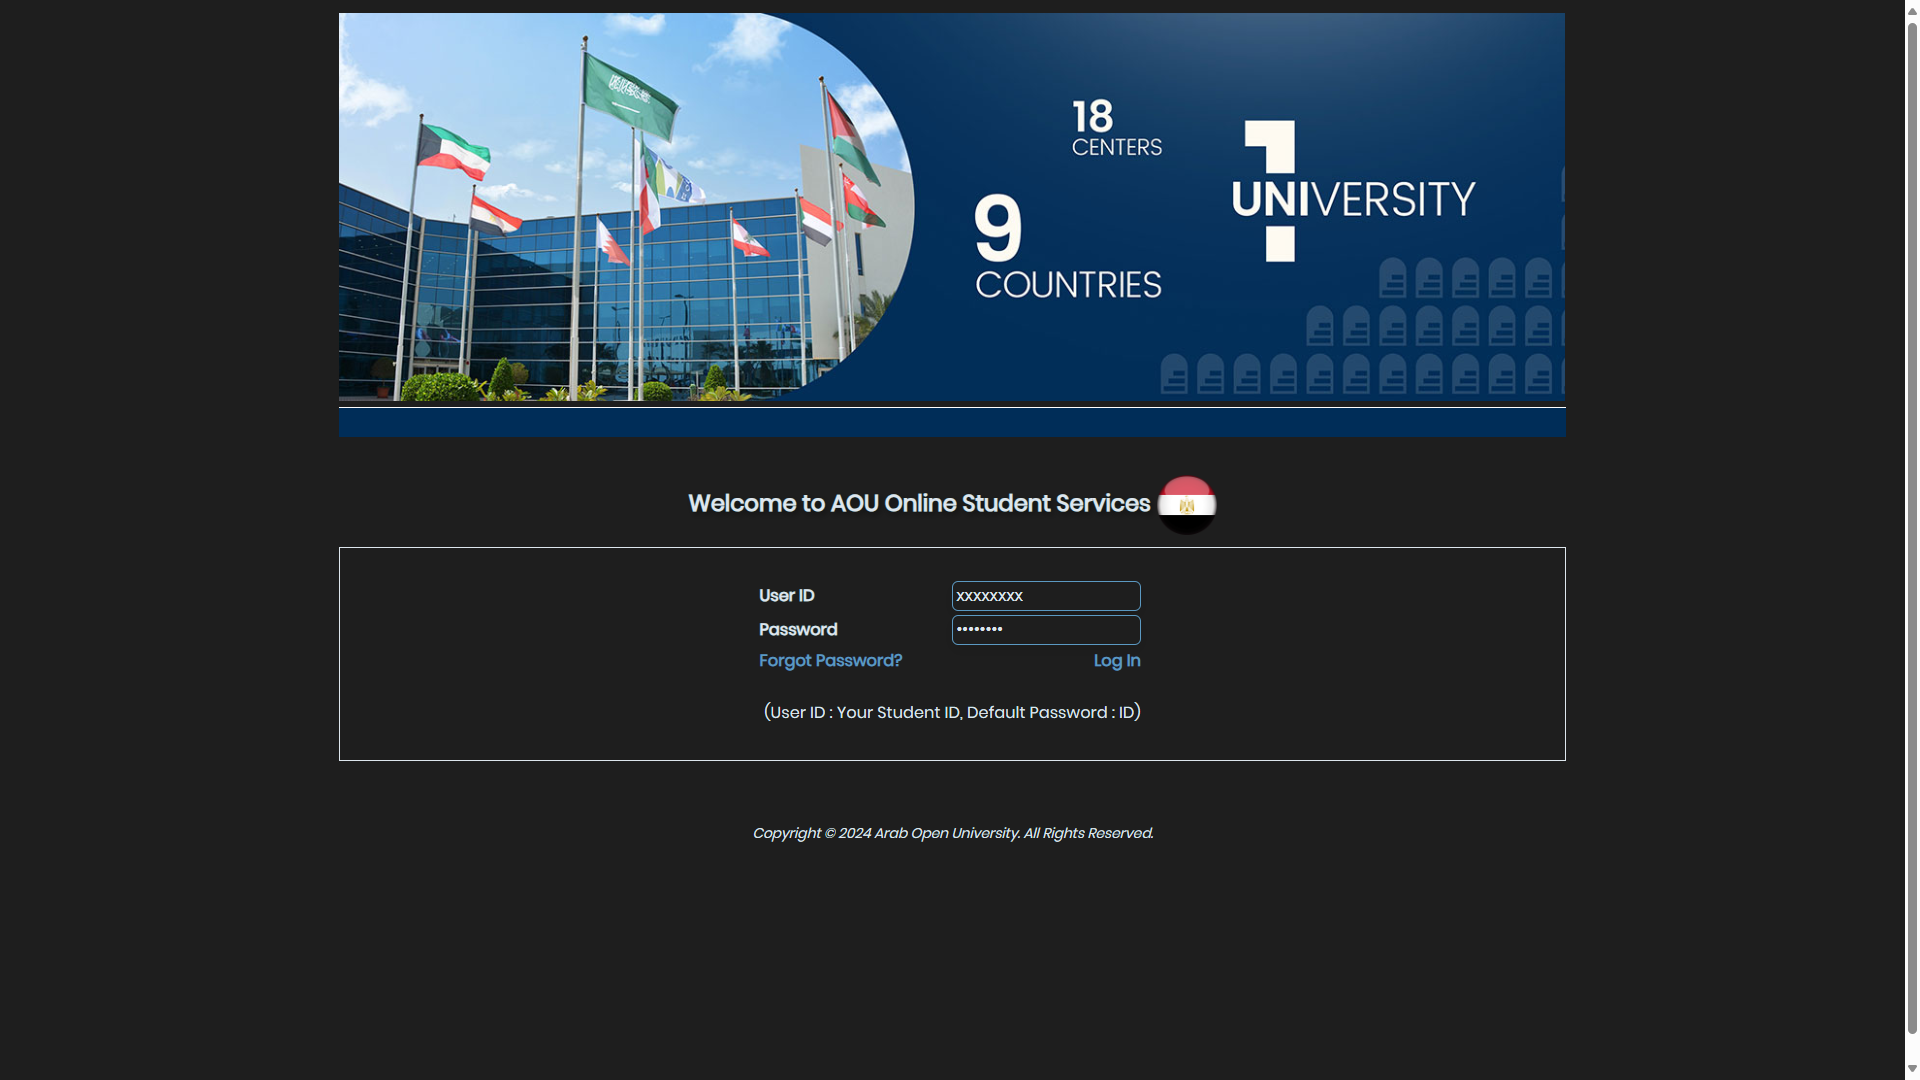 18
CENTERS
9
COUNTRIES
UNIVERSITY
Welcome to AOU Online Student Services
User ID
xxxxxxxx
Password
••••••••
Forgot Password?
Log In
(User ID : Your Student ID, Default Password : ID)
Copyright © 2024 Arab Open University. All Rights Reserved.